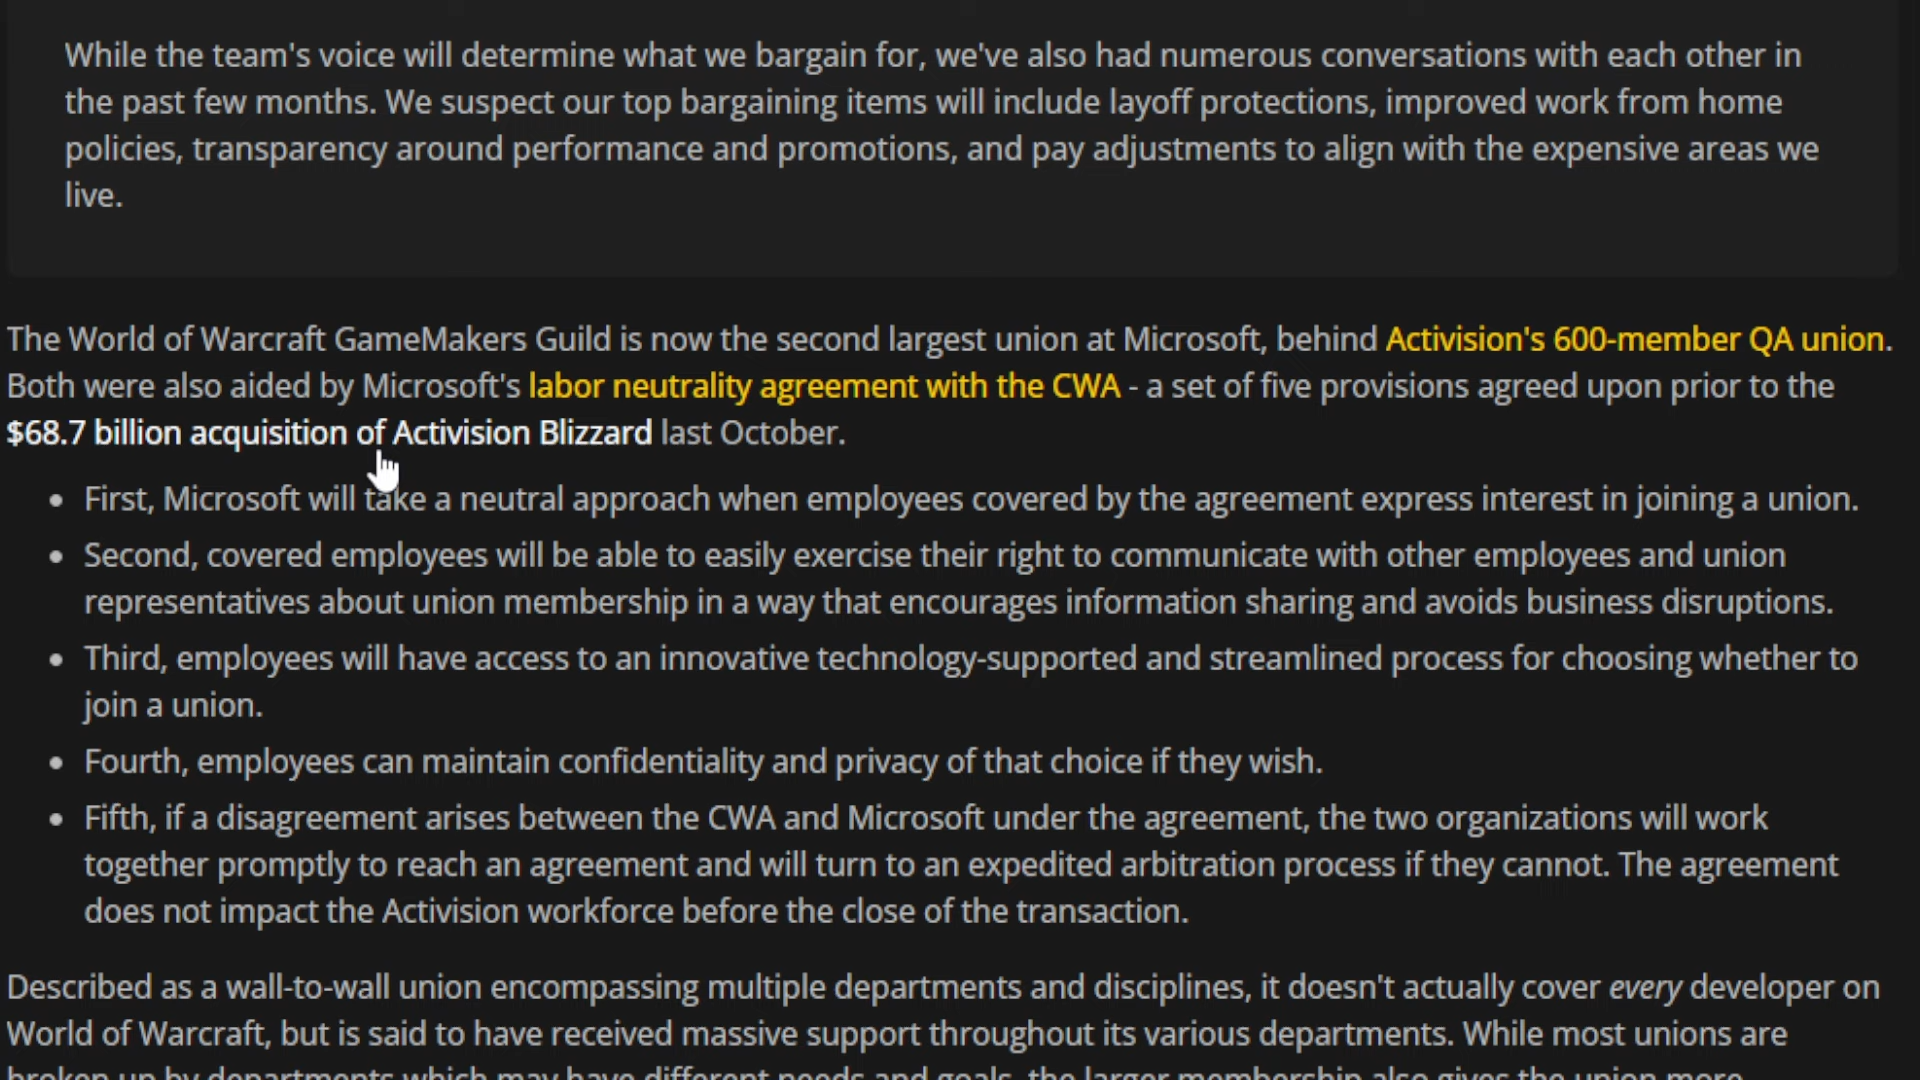 While the team's voice will determine what we bargain for, we've also had numerous conversations with each other in
the past few months. We suspect our top bargaining items will include layoff protections, improved work from home
policies, transparency around performance and promotions, and pay adjustments to align with the expensive areas we
live.
The World of Warcraft GameMakers Guild is now the second largest union at Microsoft, behind Activision's 600-member QA union.
Both were also aided by Microsoft's labor neutrality agreement with the CWA - a set of five provisions agreed upon prior to the
$68.7 billion acquisition of Activision Blizzard last October.
• First, Microsoft will take a neutral approach when employees covered by the agreement express interest in joining a union.
• Second, covered employees will be able to easily exercise their right to communicate with other employees and union
representatives about union membership in a way that encourages information sharing and avoids business disruptions.
• Third, employees will have access to an innovative technology-supported and streamlined process for choosing whether to
join a union.
• Fourth, employees can maintain confidentiality and privacy of that choice if they wish.
• Fifth, if a disagreement arises between the CWA and Microsoft under the agreement, the two organizations will work
together promptly to reach an agreement and will turn to an expedited arbitration process if they cannot. The agreement
does not impact the Activision workforce before the close of the transaction.
Described as a wall-to-wall union encompassing multiple departments and disciplines, it doesn't actually cover every developer on
World of Warcraft, but is said to have received massive support throughout its various departments. While most unions are
broken up by departments which may have different needs and goals, the larger membership also gives the union more